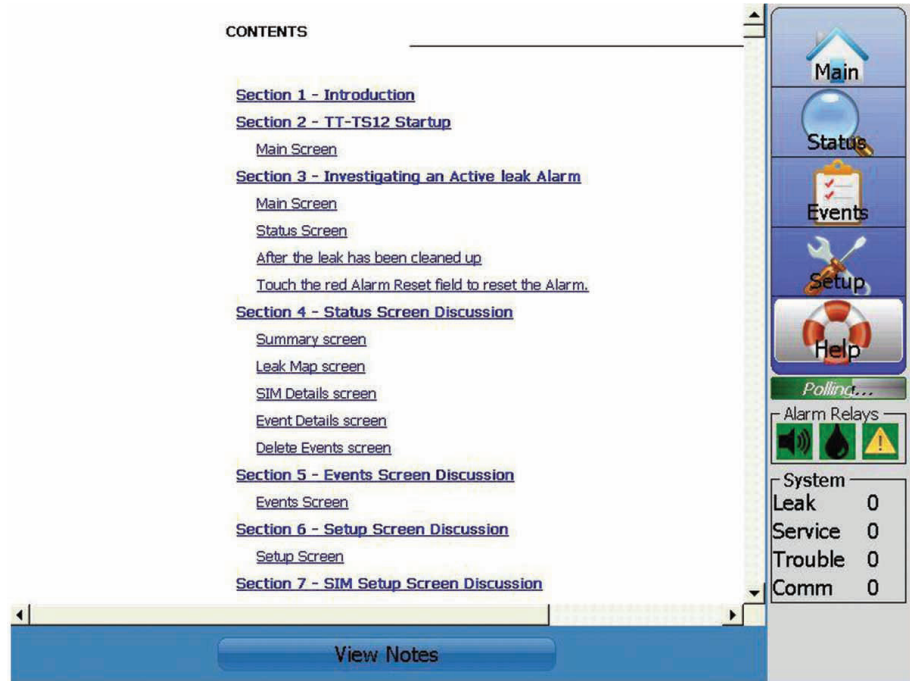 CONTENTS
Section 1 - Introduction
Section 2 - TT-TS12 Startup
Main Screen
Section 3 - Investigating an Active leak Alarm
Main Screen
Status Screen
After the leak has been cleaned up
Touch the red Alarm Reset field to reset the Alarm.
Section 4 - Status Screen Discussion
Summary screen
Leak Map screen
SIM Details screen
Event Details screen
Delete Events screen
Section 5 - Events Screen Discussion
Events Screen
Section 6 - Setup Screen Discussion
Setup Screen
Section 7 - SIM Setup Screen Discussion
View Notes
Main
Status
Events
Setup
Help
Polling...
Alarm Relays
System
Leak 0
Service 0
Trouble 0
Comm 0